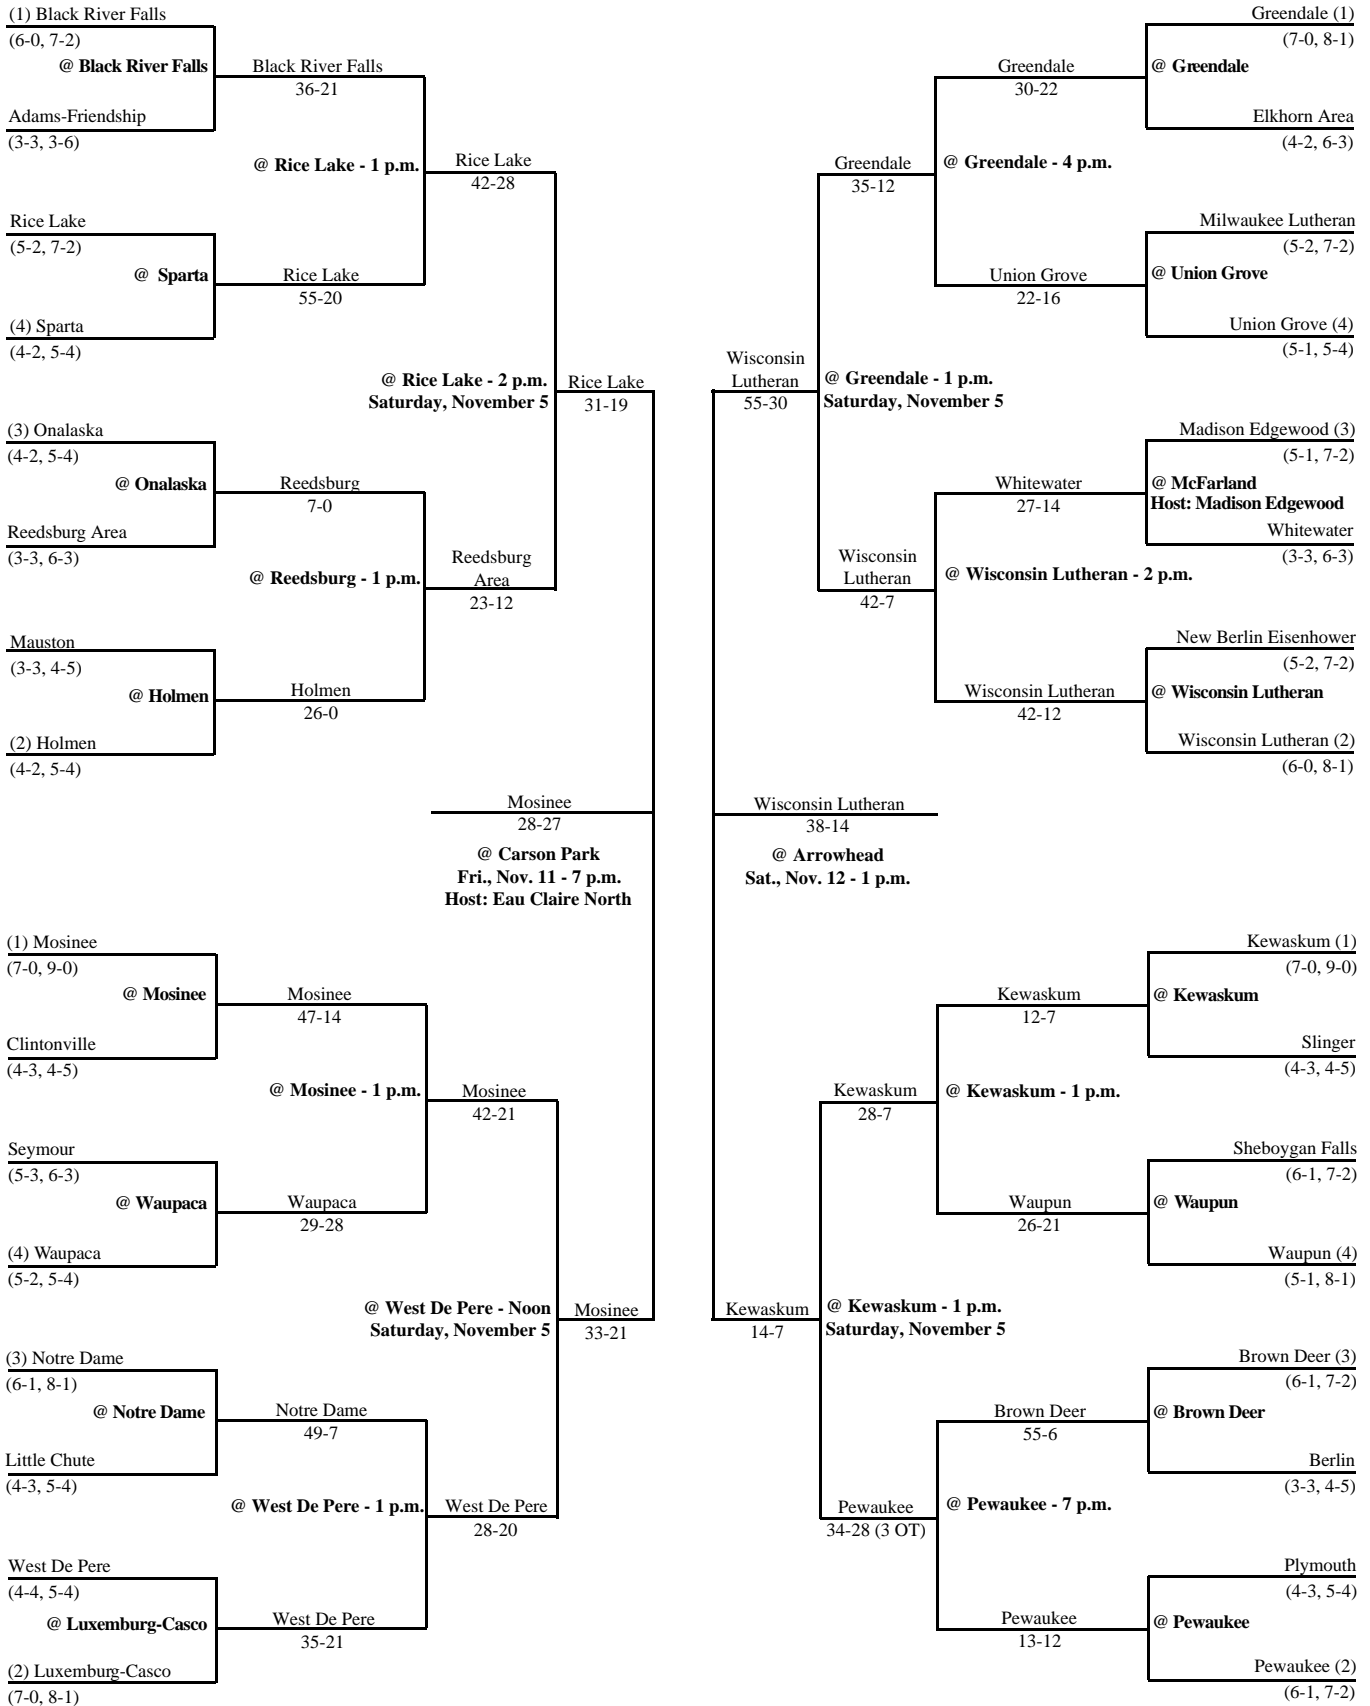 (1) Black River Falls
(6-0, 7-2)
@ Black River Falls
Adams-Friendship
(3-3, 3-6)
Black River Falls
36-21
@ Rice Lake - 1 p.m.
Rice Lake
(5-2, 7-2)
@ Sparta
(4) Sparta
(4-2, 5-4)
Rice Lake
55-20
Rice Lake
42-28
@ Rice Lake - 2 p.m.
Saturday, November 5
(3) Onalaska
(4-2, 5-4)
@ Onalaska
Reedsburg Area
(3-3, 6-3)
Reedsburg
7-0
@ Reedsburg - 1 p.m.
Mauston
(3-3, 4-5)
@ Holmen
(2) Holmen
(4-2, 5-4)
Holmen
26-0
Reedsburg
Area
23-12
Rice Lake
31-19
Mosinee
28-27
@ Carson Park
Fri., Nov. 11 - 7 p.m.
Host: Eau Claire North
(1) Mosinee
(7-0, 9-0)
@ Mosinee
Clintonville
(4-3, 4-5)
Mosinee
47-14
@ Mosinee - 1 p.m.
Seymour
(5-3, 6-3)
@ Waupaca
(4) Waupaca
(5-2, 5-4)
Waupaca
29-28
Mosinee
42-21
@ West De Pere - Noon
Saturday, November 5
Mosinee
33-21
(3) Notre Dame
(6-1, 8-1)
@ Notre Dame
Little Chute
(4-3, 5-4)
Notre Dame
49-7
@ West De Pere - 1 p.m.
West De Pere
(4-4, 5-4)
@ Luxemburg-Casco
(2) Luxemburg-Casco
(7-0, 8-1)
West De Pere
35-21
West De Pere
28-20
Greendale (1)
(7-0, 8-1)
@ Greendale
Elkhorn Area
(4-2, 6-3)
Greendale
30-22
@ Greendale - 4 p.m.
Milwaukee Lutheran
(5-2, 7-2)
@ Union Grove
Union Grove (4)
(5-1, 5-4)
Union Grove
22-16
Greendale
35-12
@ Greendale - 1 p.m.
Saturday, November 5
Wisconsin
Lutheran
55-30
Madison Edgewood (3)
(5-1, 7-2)
@ McFarland
Host: Madison Edgewood
Whitewater
(3-3, 6-3)
Whitewater
27-14
@ Wisconsin Lutheran - 2 p.m.
New Berlin Eisenhower
(5-2, 7-2)
@ Wisconsin Lutheran
Wisconsin Lutheran (2)
(6-0, 8-1)
Wisconsin Lutheran
42-12
Wisconsin
Lutheran
42-7
Wisconsin Lutheran
38-14
@ Arrowhead
Sat., Nov. 12 - 1 p.m.
Kewaskum (1)
(7-0, 9-0)
@ Kewaskum
Slinger
(4-3, 4-5)
Kewaskum
12-7
@ Kewaskum - 1 p.m.
Sheboygan Falls
(6-1, 7-2)
@ Waupun
Waupun (4)
(5-1, 8-1)
Waupun
26-21
Kewaskum
28-7
@ Kewaskum - 1 p.m.
Saturday, November 5
Kewaskum
14-7
Brown Deer (3)
(6-1, 7-2)
@ Brown Deer
Berlin
(3-3, 4-5)
Brown Deer
55-6
@ Pewaukee - 7 p.m.
Pewaukee
34-28 (3 OT)
Plymouth
(4-3, 5-4)
@ Pewaukee
Pewaukee (2)
(6-1, 7-2)
Pewaukee
13-12